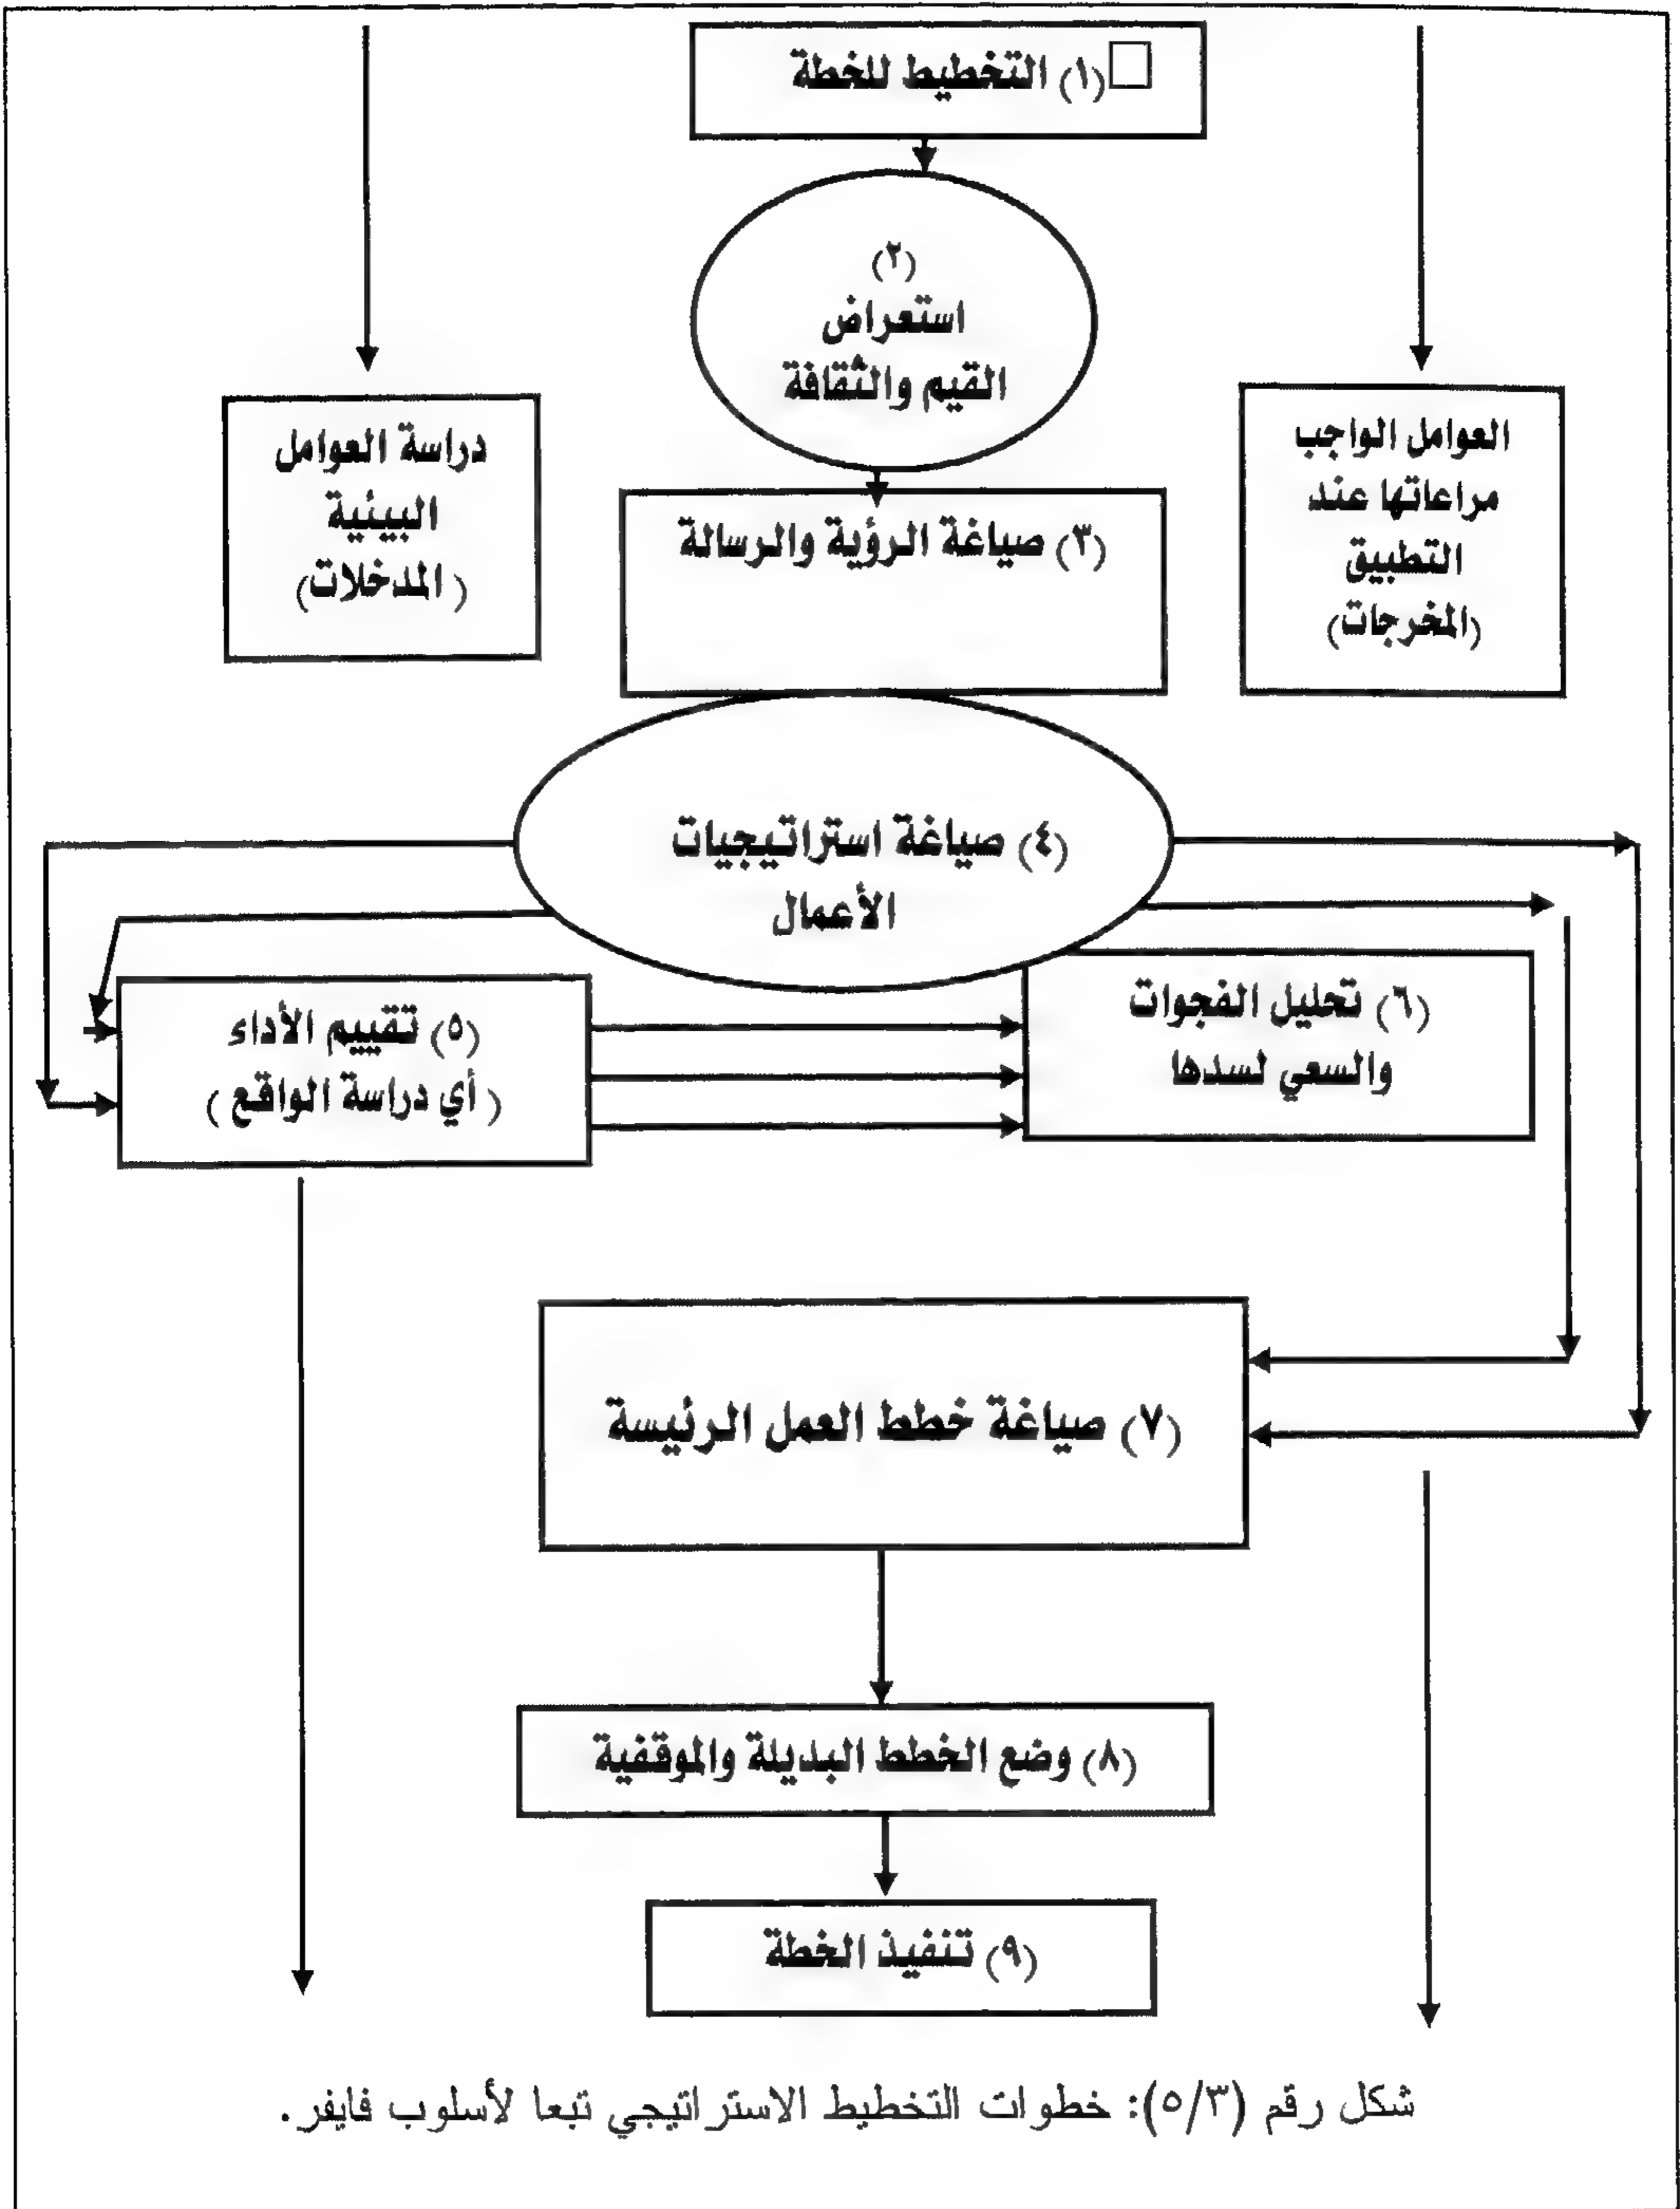 (١) التخطيط للخطة
(٢)
استعراض
القيم والثقافة
العوامل الواجب
مراعاتها عند
التطبيق
(المخرجات)
(٣) صياغة الرؤية والرسالة
دراسة العوامل
البيئية
(المدخلات)
(٤) صياغة استراتيجيات
الأعمال
(٥) تقييم الأداء
(أي دراسة الواقع)
(٦) تحليل الفجوات
والسعي لسدها
(٧) صياغة خطط العمل الرئيسة
(٨) وضع الخطط البديلة والموقفية
(٩) تنفيذ الخطة
شكل رقم (٥/٣): خطوات التخطيط الاستراتيجي تبعا لأسلوب فايفر.